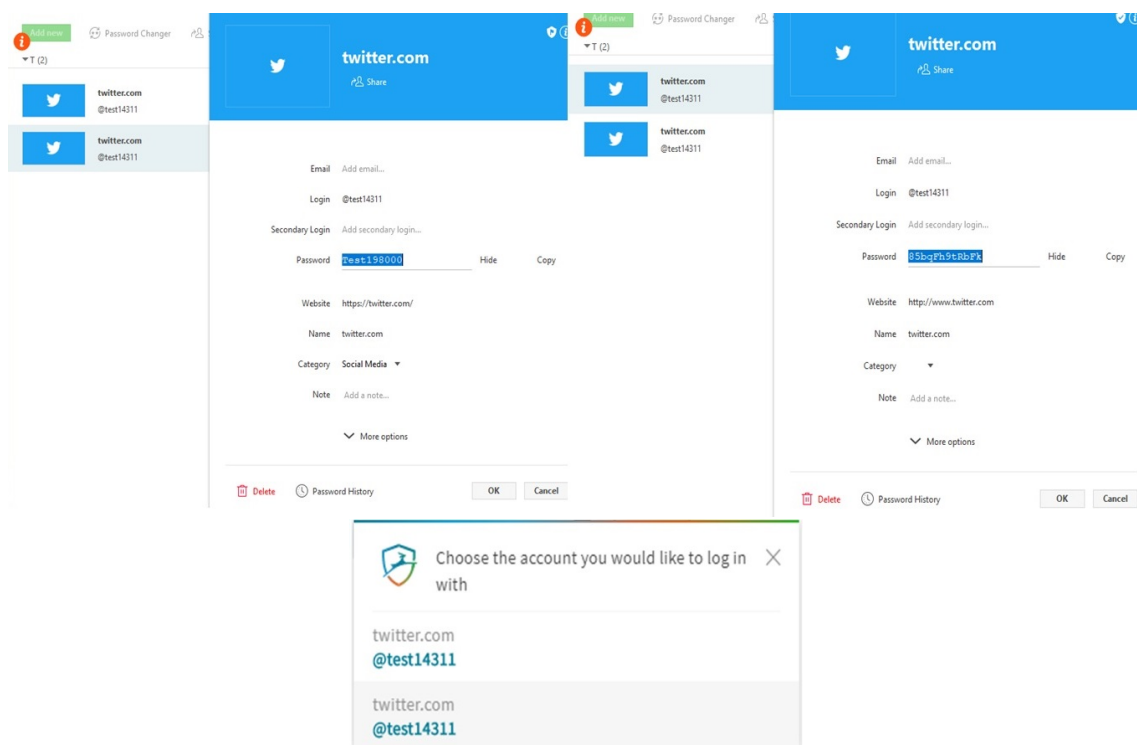 Add new Password Changer
T (2)
twitter.com
@test14311
twitter.com
@test14311
twitter.com
Share
Email Add email...
Login @test14311
Secondary Login Add secondary login...
Password Test198000 Hide Copy
Website https://twitter.com/
Name twitter.com
Category Social Media
Note Add a note...
More options
Delete Password History OK Cancel
Add new Password Changer
T (2)
twitter.com
@test14311
twitter.com
@test14311
twitter.com
Share
Email Add email...
Login @test14311
Secondary Login Add secondary login...
Password 85bqFh9tRbFk Hide Copy
Website http://www.twitter.com
Name twitter.com
Category
Note Add a note...
More options
Delete Password History OK Cancel
Choose the account you would like to log in
with
twitter.com
@test14311
twitter.com
@test14311